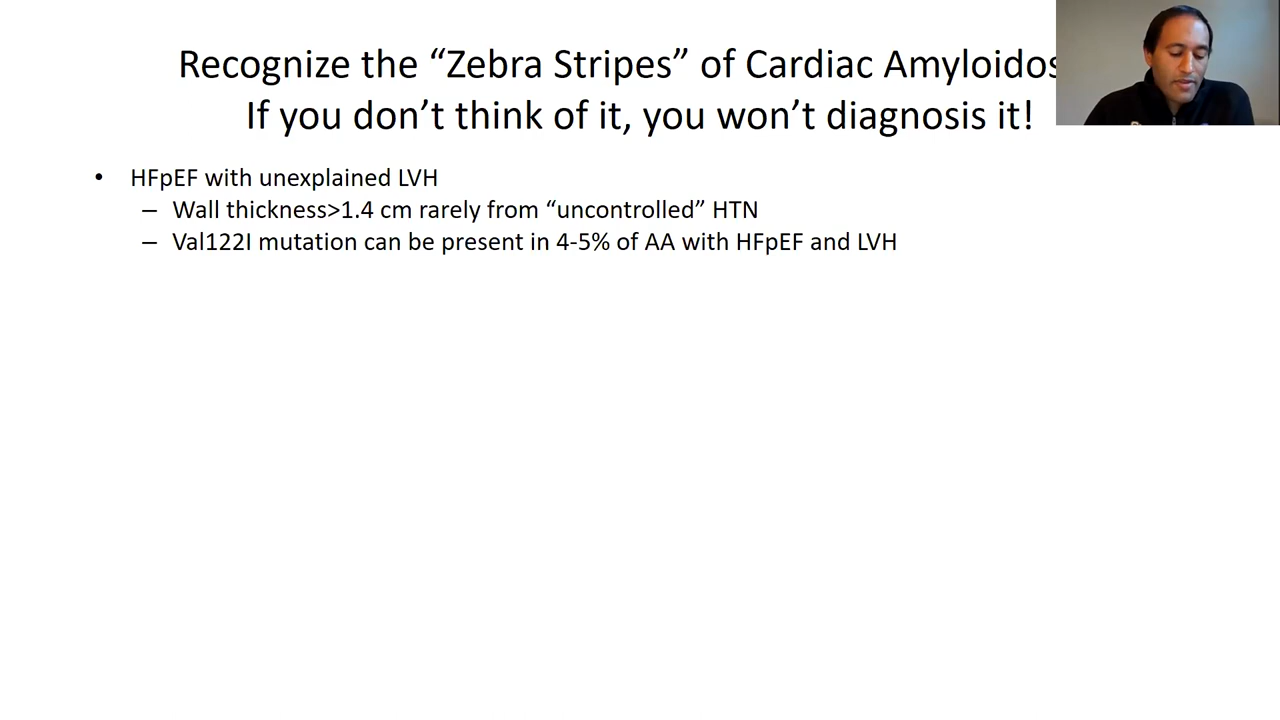 Recognize the “Zebra Stripes” of Cardiac
If you don’t think of it, you won’t diagnosis it!
• HFpEF with unexplained LVH
– Wall thickness>1.4 cm rarely from “uncontrolled” HTN
– Val122I mutation can be present in 4-5% of AA with HFpEF and LVH